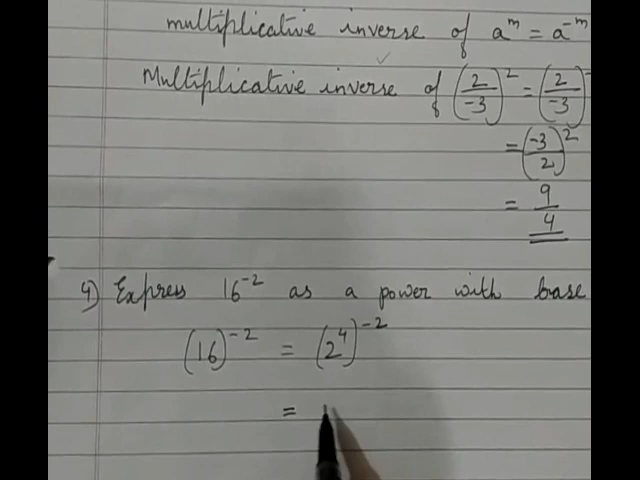 multiplicative inverse of a^m = a^-m
Multiplicative inverse of (2/-3)^2 = (2/-3)
= (-3/2)^2
= 9/4
4) Express 16^-2 as a power with base
(16)^-2 = (2^4)^-2
=